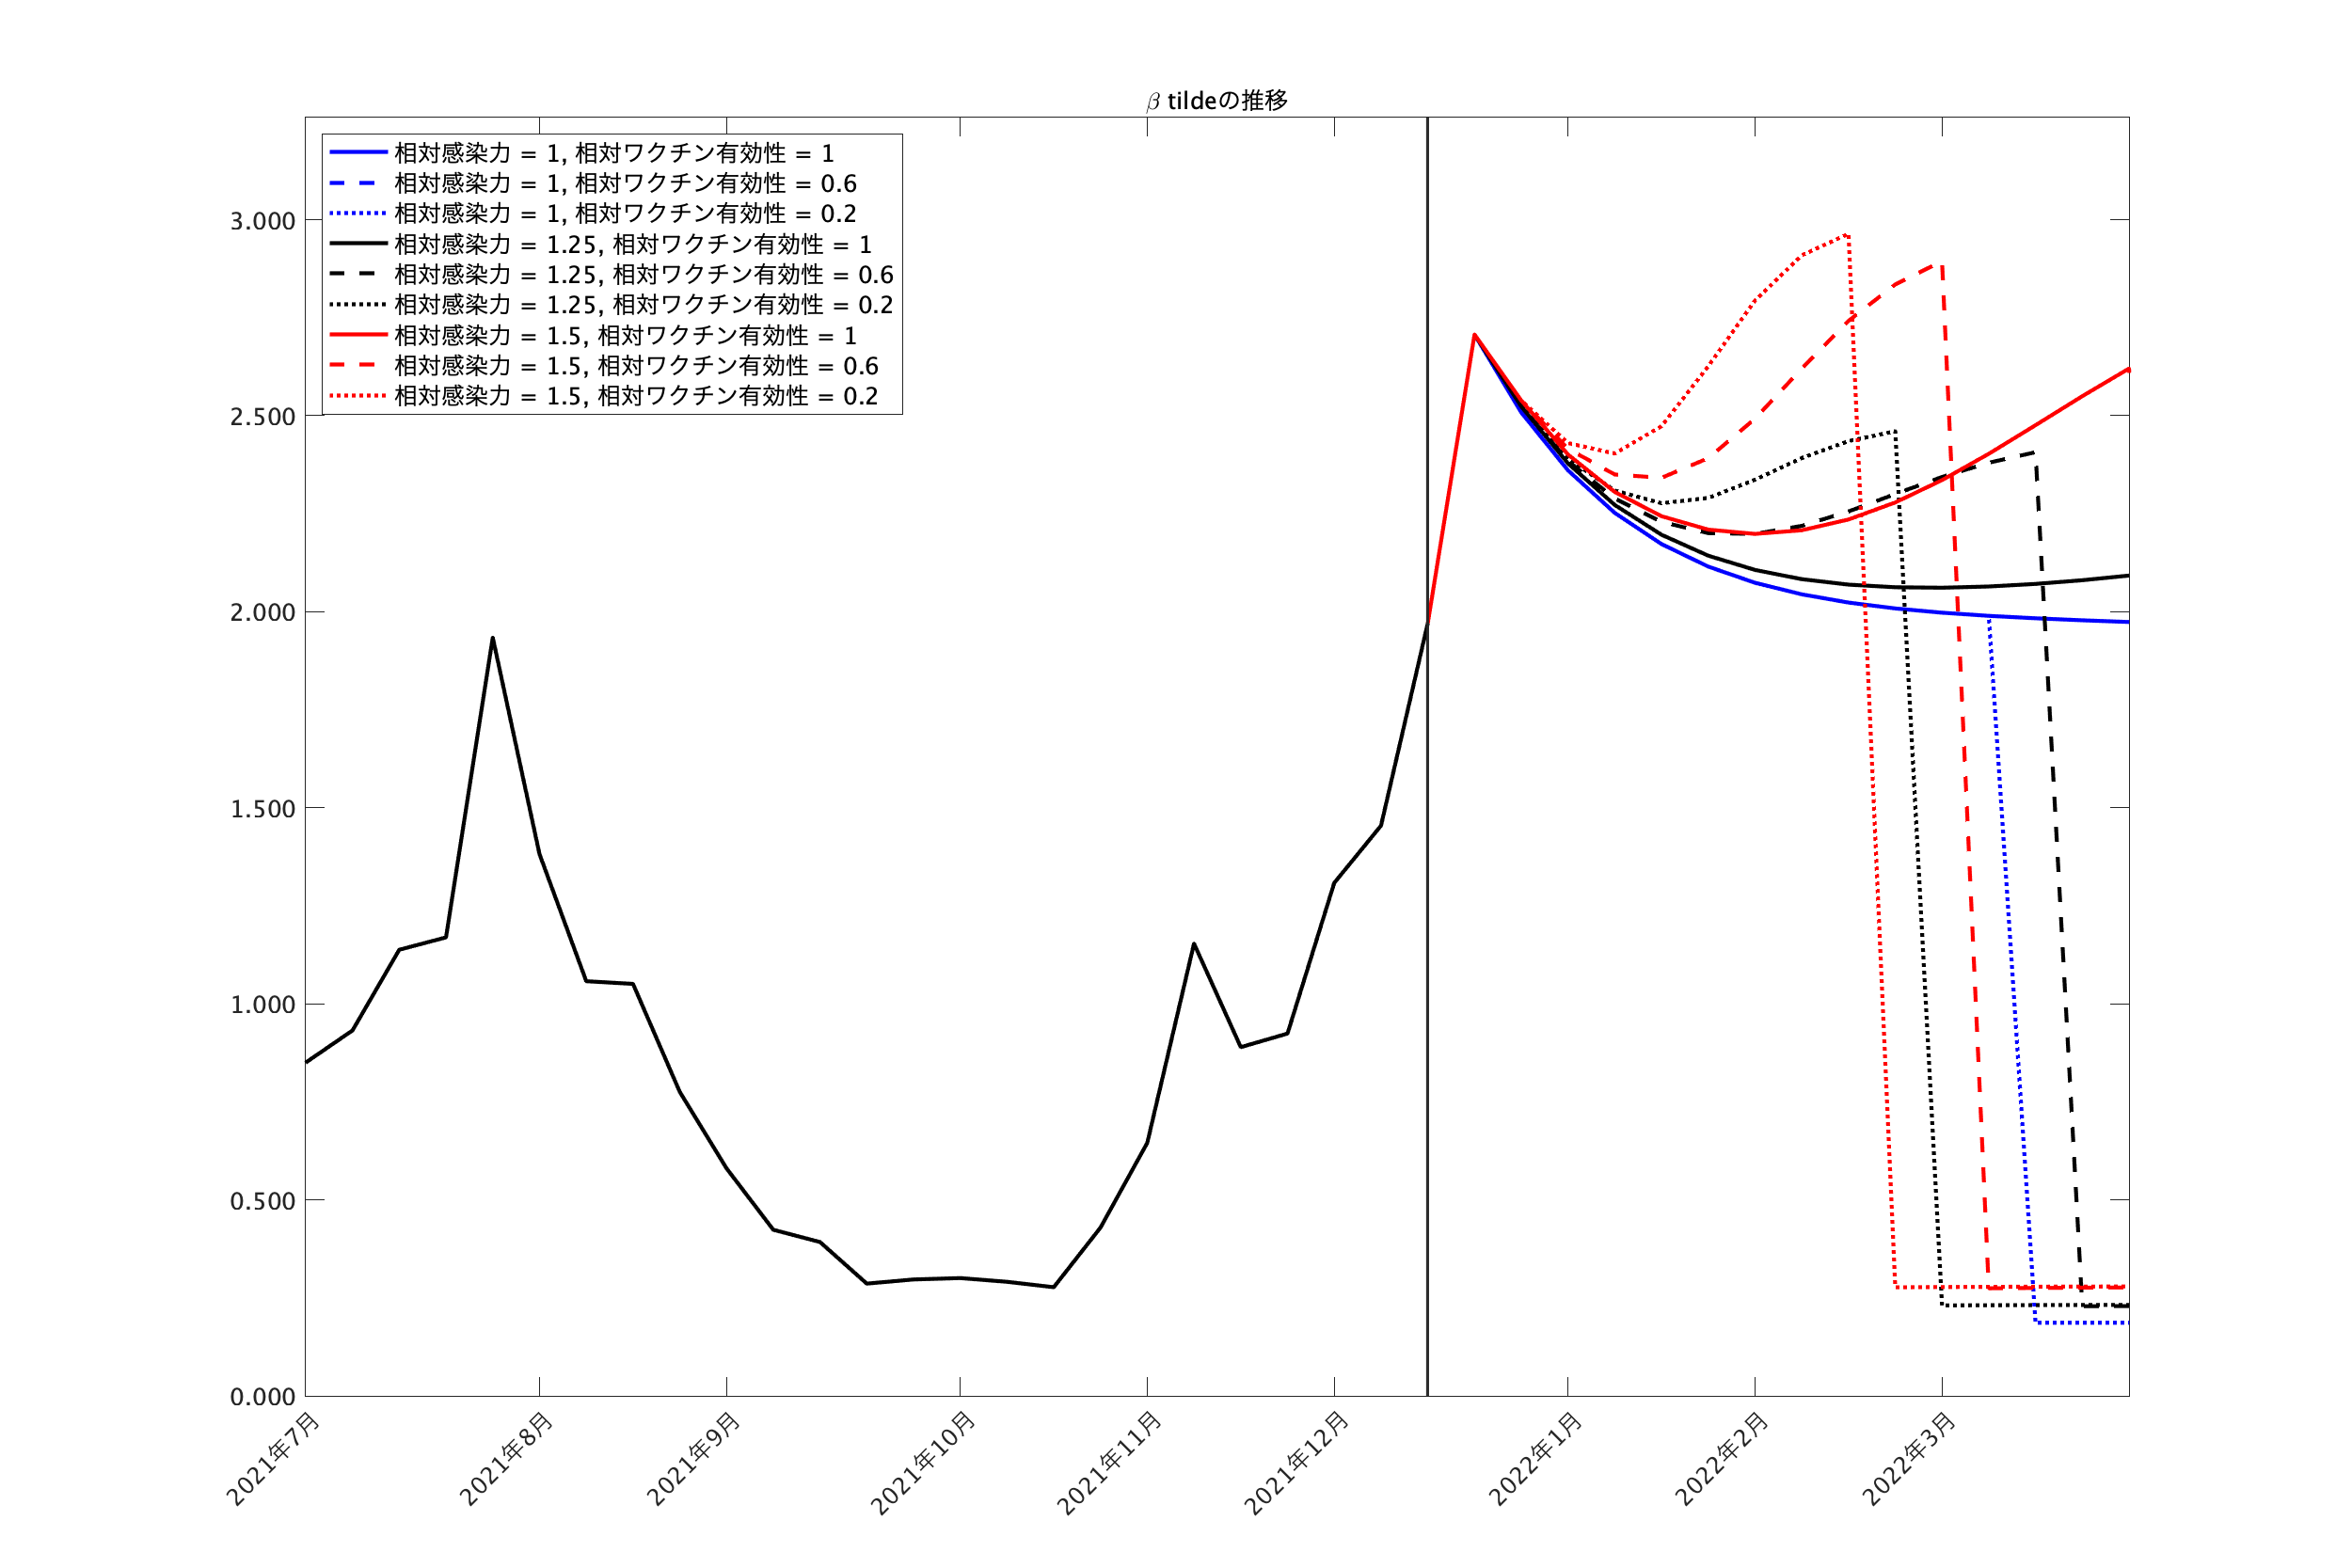 β tildeの推移
相対感染力 = 1, 相対ワクチン有効性 = 1
相対感染力 = 1, 相対ワクチン有効性 = 0.6
相対感染力 = 1, 相対ワクチン有効性 = 0.2
相対感染力 = 1.25, 相対ワクチン有効性 = 1
相対感染力 = 1.25, 相対ワクチン有効性 = 0.6
相対感染力 = 1.25, 相対ワクチン有効性 = 0.2
相対感染力 = 1.5, 相対ワクチン有効性 = 1
相対感染力 = 1.5, 相対ワクチン有効性 = 0.6
相対感染力 = 1.5, 相対ワクチン有効性 = 0.2
3.000
2.500
2.000
1.500
1.000
0.500
0.000
2021年7月
2021年8月
2021年9月
2021年10月
2021年11月
2021年12月
2022年1月
2022年2月
2022年3月